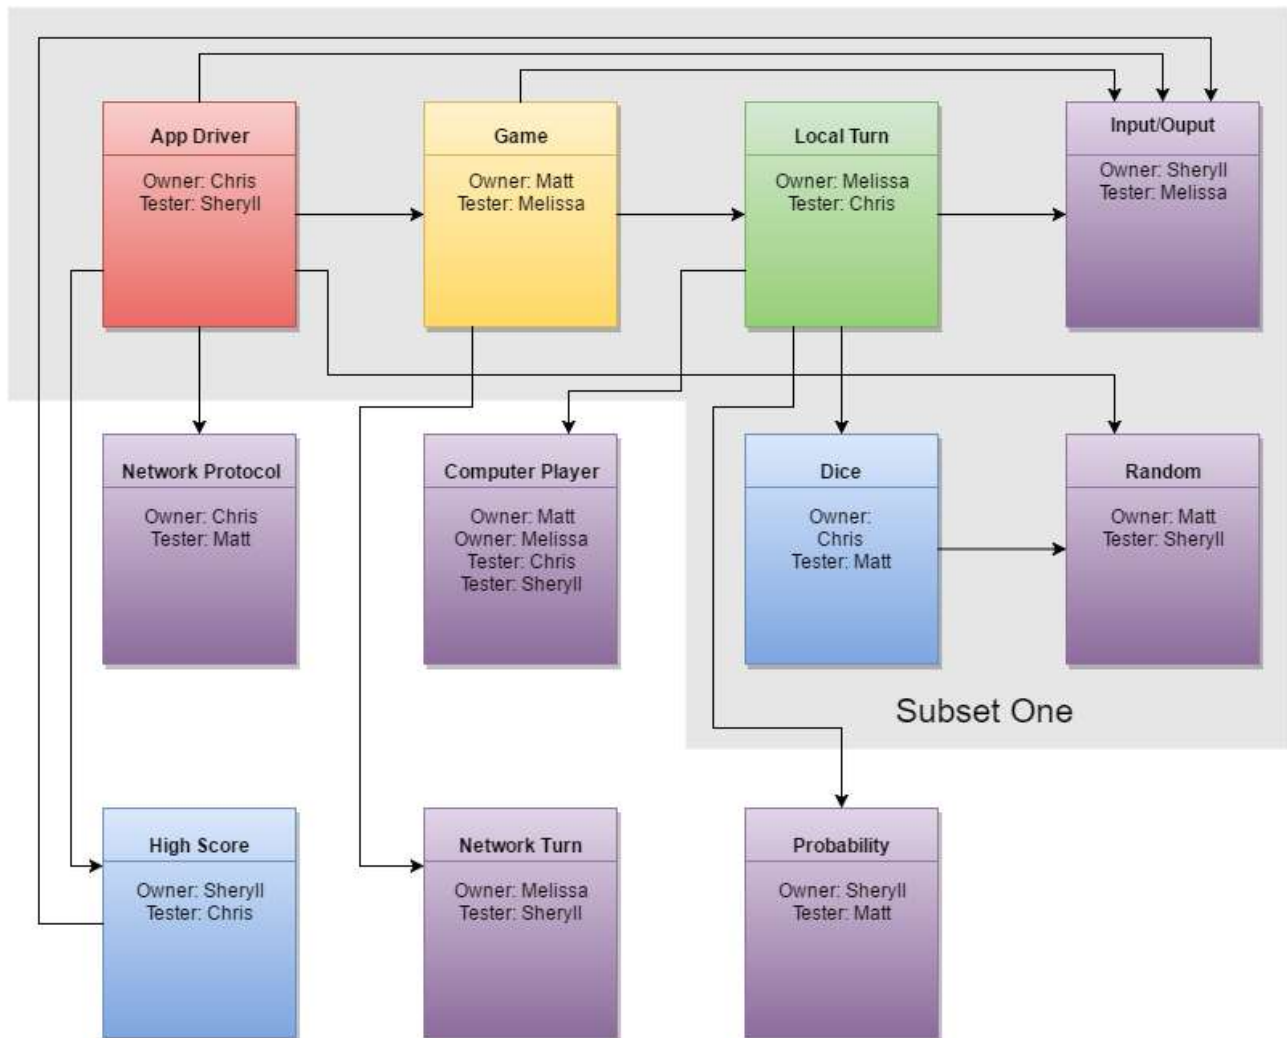 App Driver
Owner: Chris
Tester: Sheryll
Game
Owner: Matt
Tester: Melissa
Local Turn
Owner: Melissa
Tester: Chris
Input/Ouput
Owner: Sheryll
Tester: Melissa
Network Protocol
Owner: Chris
Tester: Matt
Computer Player
Owner: Matt
Owner: Melissa
Tester: Chris
Tester: Sheryll
Dice
Owner:
Chris
Tester: Matt
Random
Owner: Matt
Tester: Sheryll
Subset One
High Score
Owner: Sheryll
Tester: Chris
Network Turn
Owner: Melissa
Tester: Sheryll
Probability
Owner: Sheryll
Tester: Matt